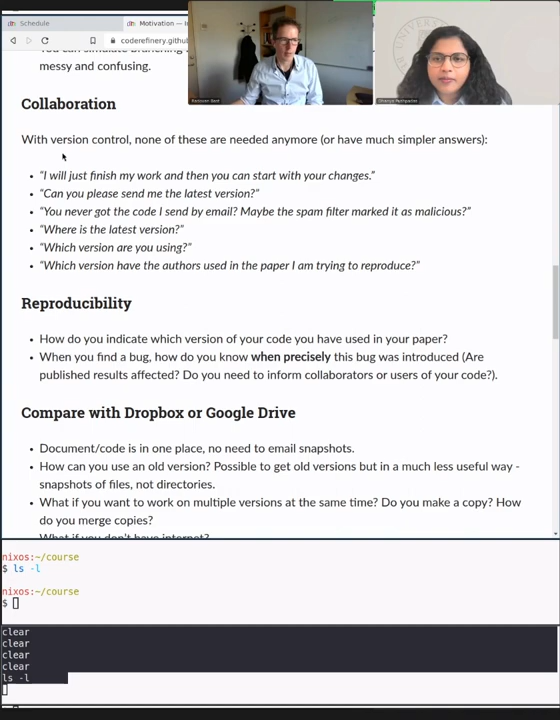 Schedule
Motivation — I
coderefinery.githu
You can simulate branching
messy and confusing.
Collaboration
With version control, none of these are needed anymore (or have much simpler answers):
• “I will just finish my work and then you can start with your changes.”
• “Can you please send me the latest version?”
• “You never got the code I send by email? Maybe the spam filter marked it as malicious?”
• “Where is the latest version?”
• “Which version are you using?”
• “Which version have the authors used in the paper I am trying to reproduce?”
Reproducibility
• How do you indicate which version of your code you have used in your paper?
• When you find a bug, how do you know when precisely this bug was introduced (Are
published results affected? Do you need to inform collaborators or users of your code?).
Compare with Dropbox or Google Drive
• Document/code is in one place, no need to email snapshots.
• How can you use an old version? Possible to get old versions but in a much less useful way -
snapshots of files, not directories.
• What if you want to work on multiple versions at the same time? Do you make a copy? How
do you merge copies?
What if you don't have internet?
nixos:~/course
$ ls -l
nixos:~/course
$
clear
clear
clear
clear
ls -l